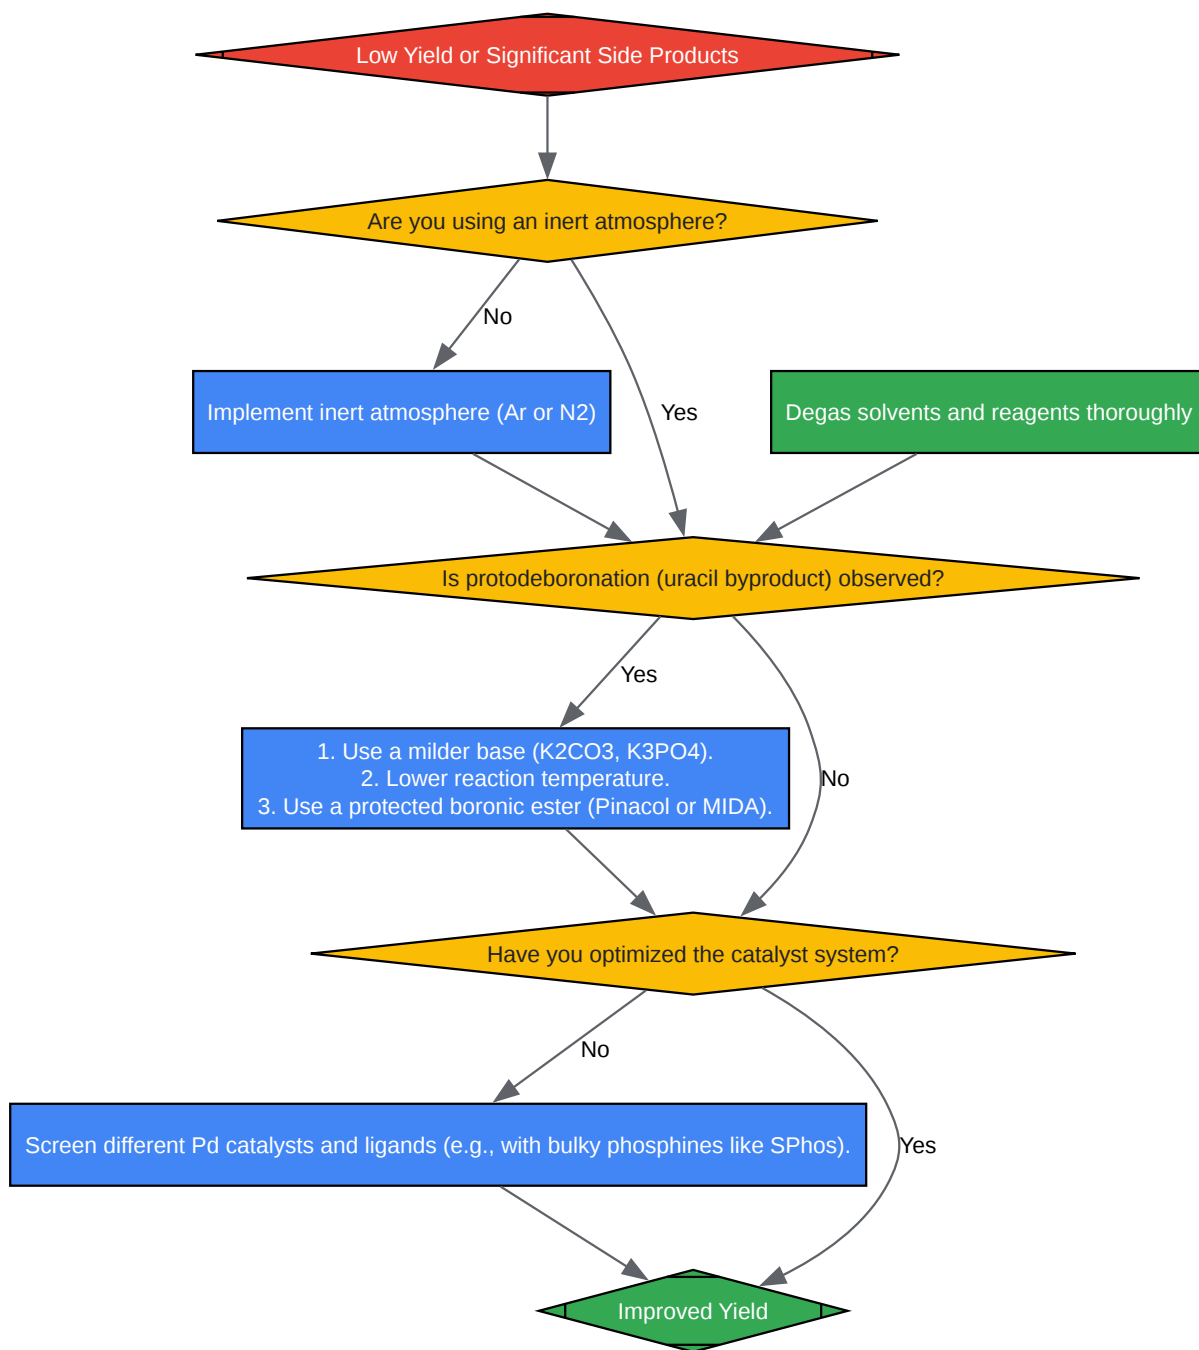 Low Yield or Significant Side Products
Are you using an inert atmosphere?
No
Implement inert atmosphere (Ar or N2)
Yes
Degas solvents and reagents thoroughly
Is protodeboronation (uracil byproduct) observed?
Yes
1. Use a milder base (K2CO3, K3PO4).
2. Lower reaction temperature.
3. Use a protected boronic ester (Pinacol or MIDA).
No
Have you optimized the catalyst system?
No
Screen different Pd catalysts and ligands (e.g., with bulky phosphines like SPhos).
Yes
Improved Yield